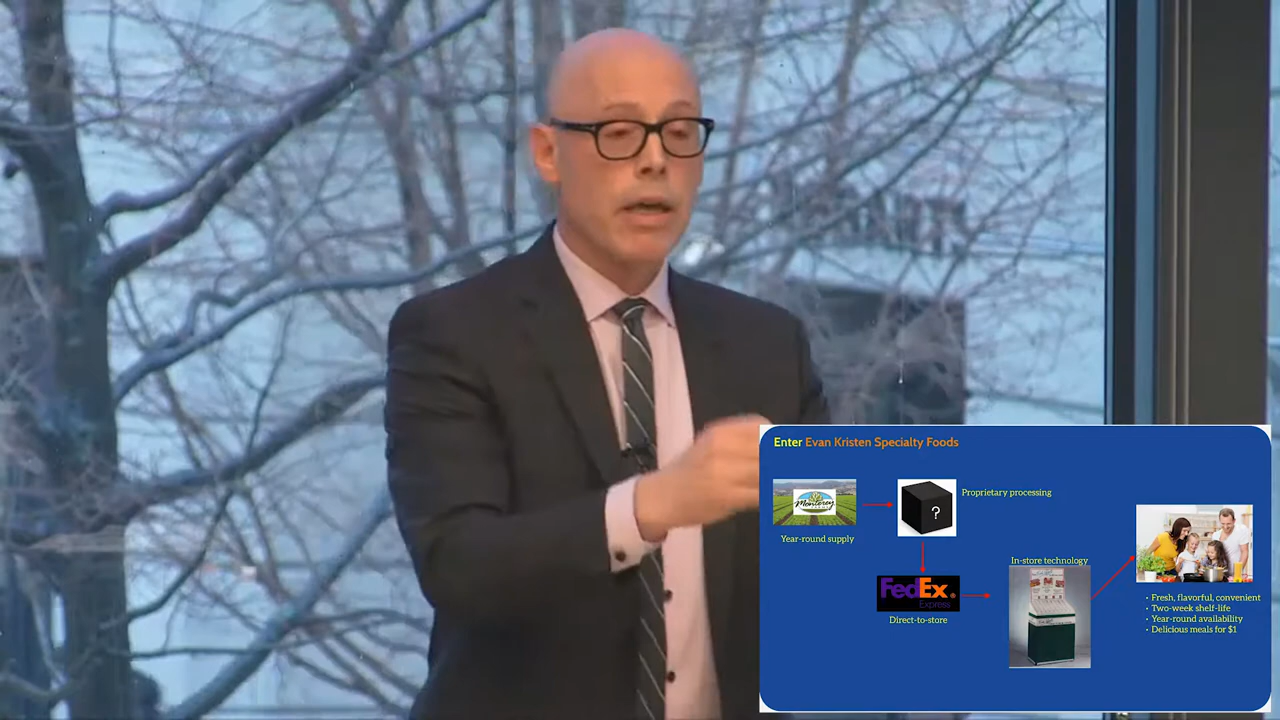 Enter Evan Kristen Specialty Foods
Monterey
Year-round supply
?
Proprietary processing
FedEx
Express
Direct-to-store
In-store technology
• Fresh, flavorful, convenient
• Two-week shelf-life
• Year-round availability
• Delicious meals for $1